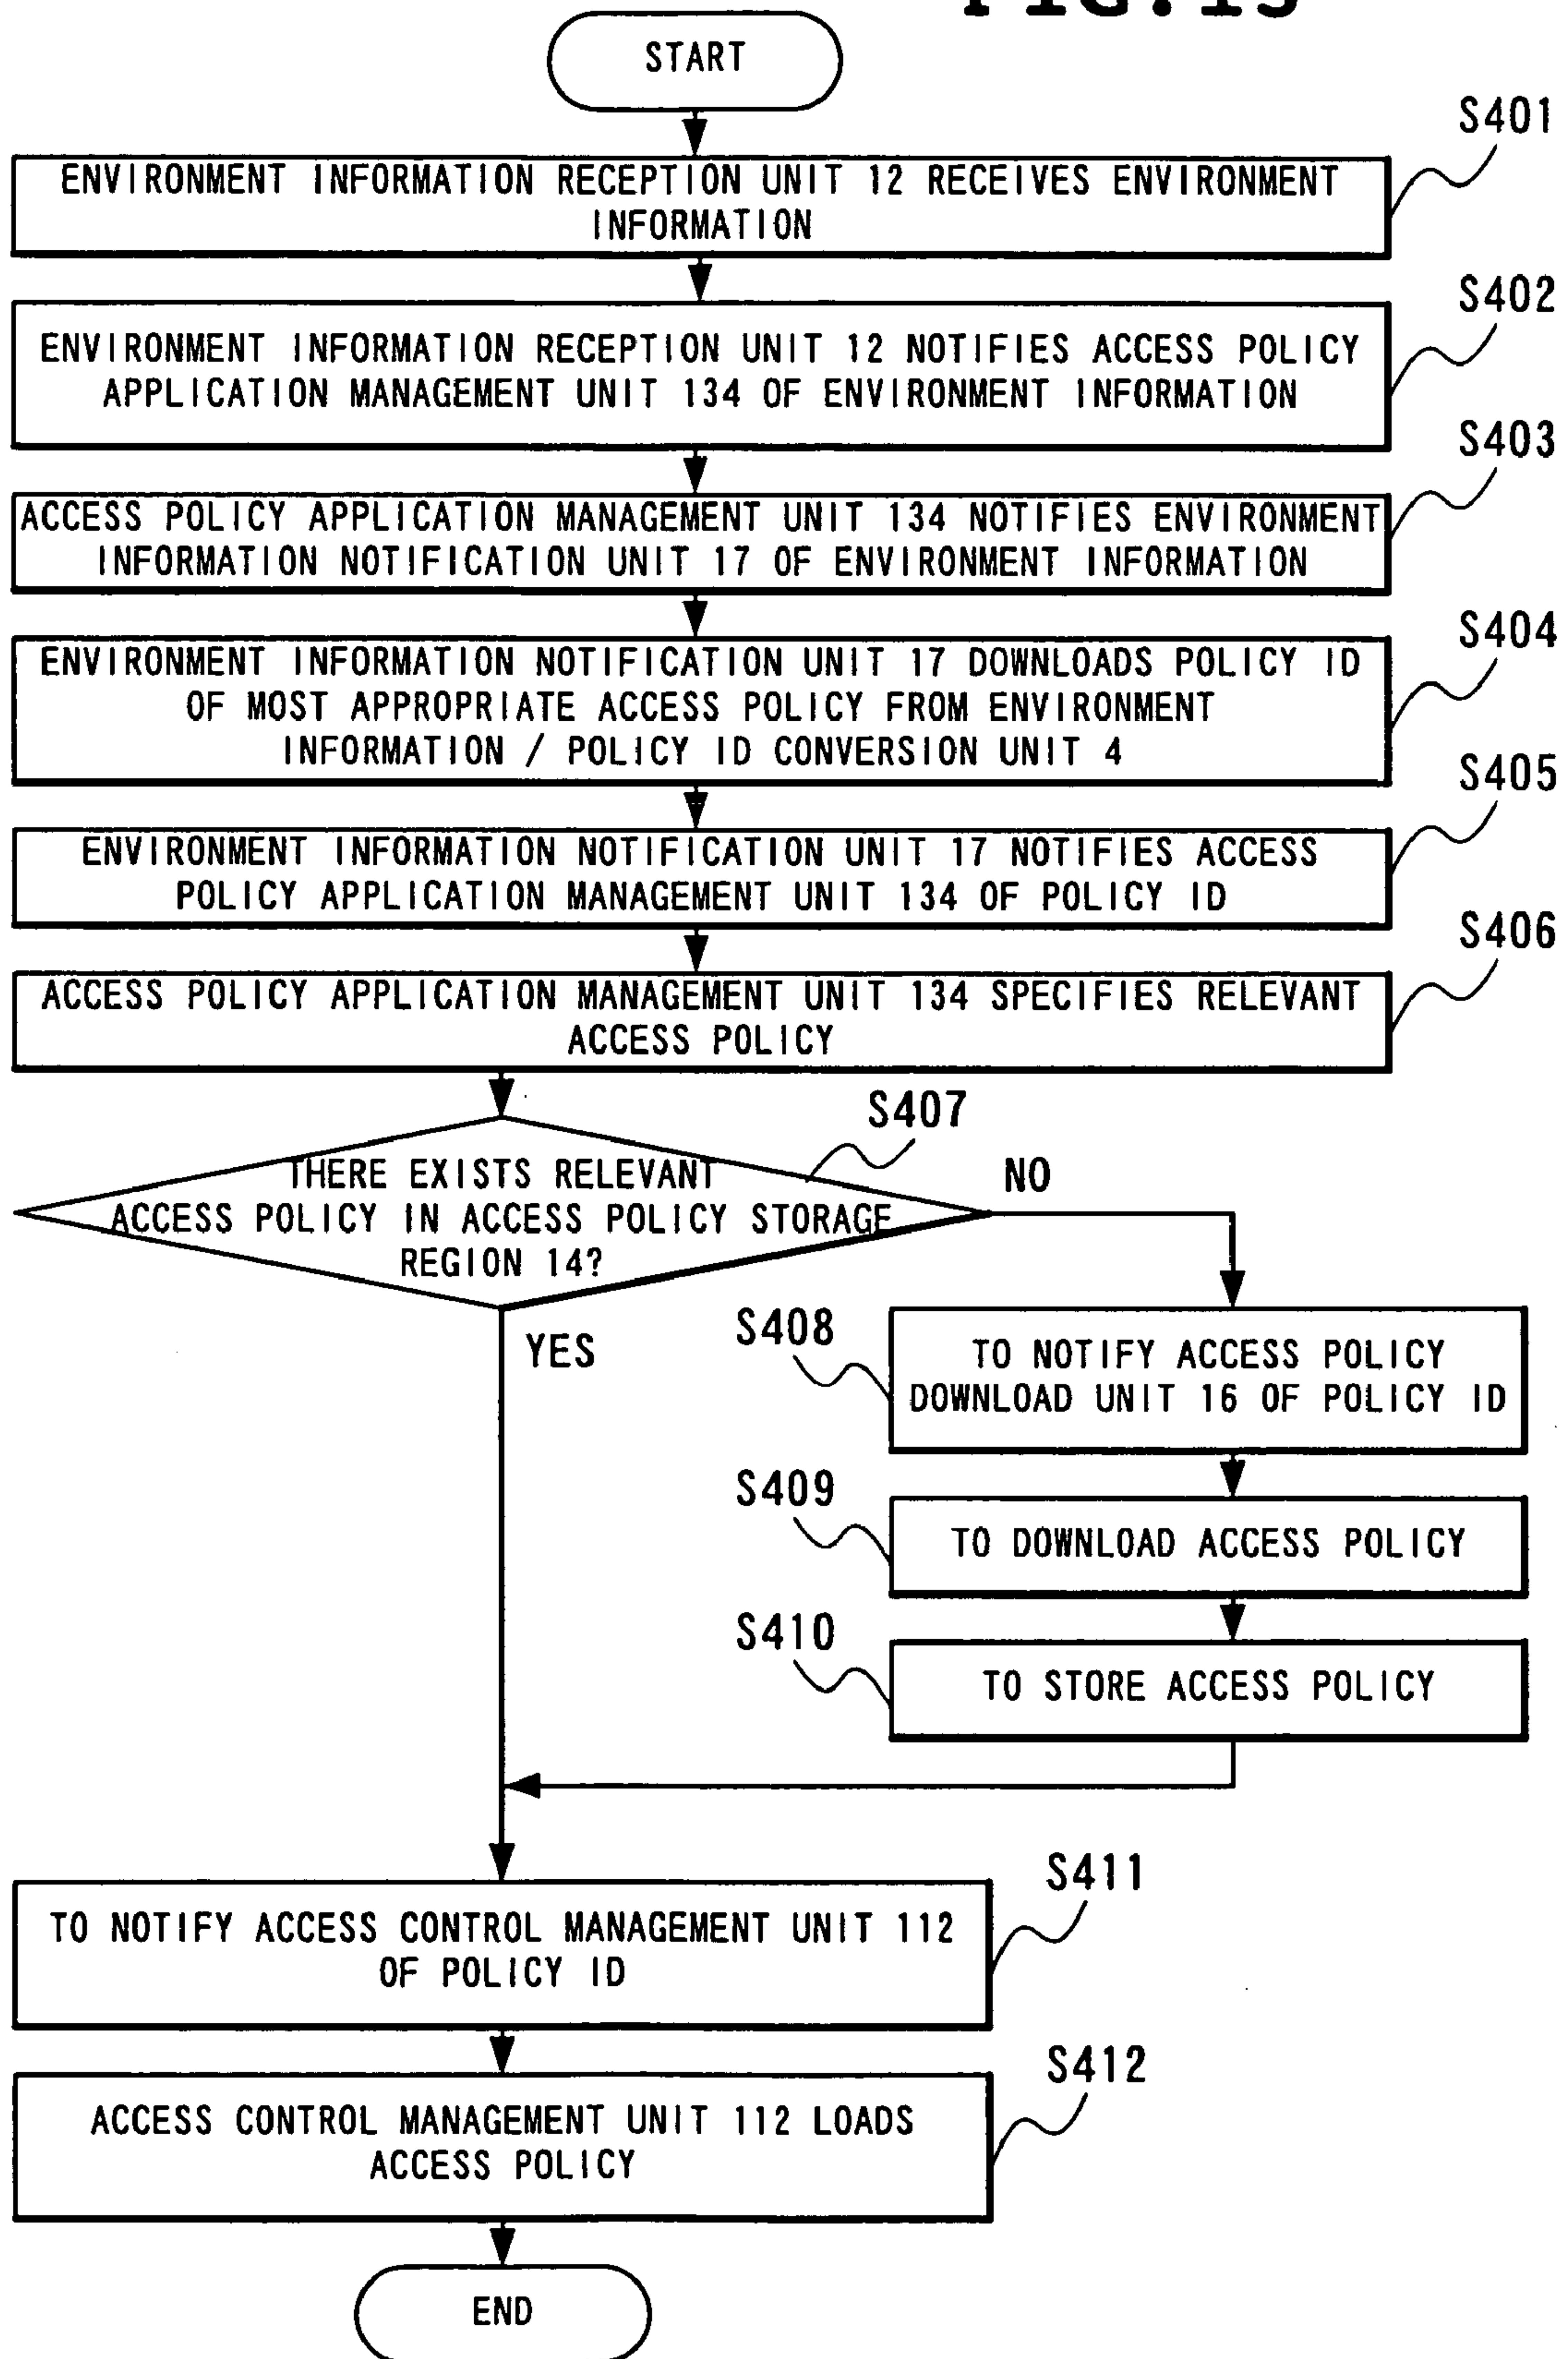 START
S401
ENVIRONMENT INFORMATION RECEPTION UNIT 12 RECEIVES ENVIRONMENT
INFORMATION
S402
ENVIRONMENT INFORMATION RECEPTION UNIT 12 NOTIFIES ACCESS POLICY
APPLICATION MANAGEMENT UNIT 134 OF ENVIRONMENT INFORMATION
S403
ACCESS POLICY APPLICATION MANAGEMENT UNIT 134 NOTIFIES ENVIRONMENT
INFORMATION NOTIFICATION UNIT 17 OF ENVIRONMENT INFORMATION
S404
ENVIRONMENT INFORMATION NOTIFICATION UNIT 17 DOWNLOADS POLICY ID
OF MOST APPROPRIATE ACCESS POLICY FROM ENVIRONMENT
INFORMATION / POLICY ID CONVERSION UNIT 4
S405
ENVIRONMENT INFORMATION NOTIFICATION UNIT 17 NOTIFIES ACCESS
POLICY APPLICATION MANAGEMENT UNIT 134 OF POLICY ID
S406
ACCESS POLICY APPLICATION MANAGEMENT UNIT 134 SPECIFIES RELEVANT
ACCESS POLICY
S407
THERE EXISTS RELEVANT
ACCESS POLICY IN ACCESS POLICY STORAGE
REGION 14?
NO
YES
S408
TO NOTIFY ACCESS POLICY
DOWNLOAD UNIT 16 OF POLICY ID
S409
TO DOWNLOAD ACCESS POLICY
S410
TO STORE ACCESS POLICY
S411
TO NOTIFY ACCESS CONTROL MANAGEMENT UNIT 112
OF POLICY ID
S412
ACCESS CONTROL MANAGEMENT UNIT 112 LOADS
ACCESS POLICY
END